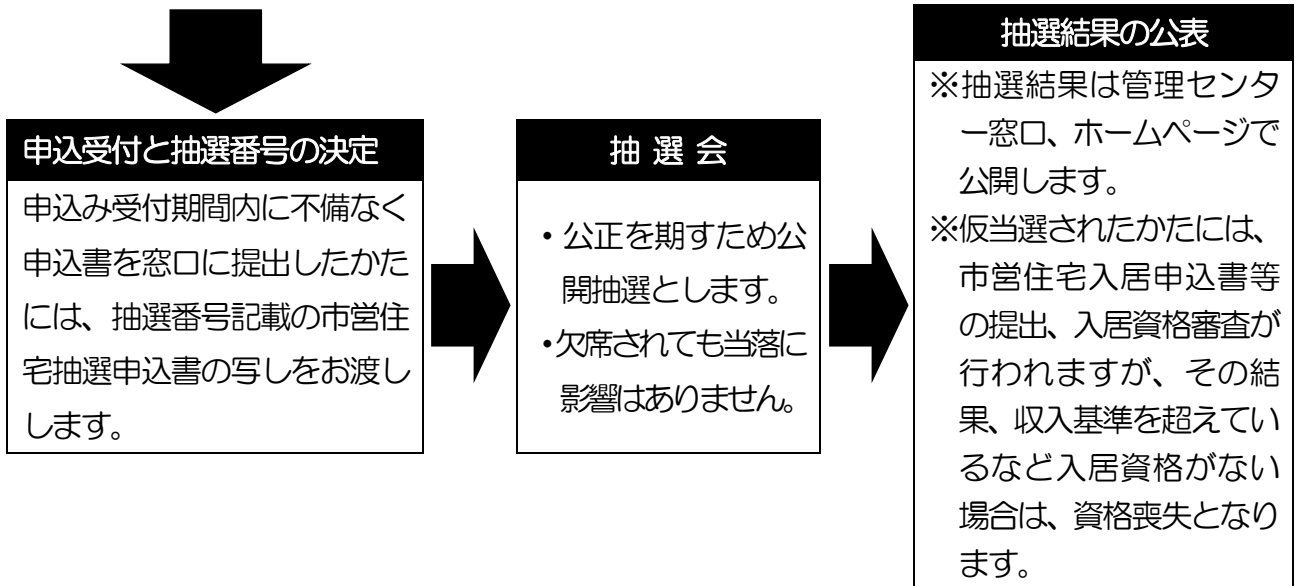 申込受付と抽選番号の決定
申込み受付期間内に不備なく
申込書を窓口に提出したかた
には、抽選番号記載の市営住
宅抽選申込書の写しをお渡し
します。
抽 選 会
・公正を期すため公
開抽選とします。
・欠席されても当落に
影響はありません。
抽選結果の公表
※抽選結果は管理センタ
ー窓口、ホームページで
公開します。
※仮当選されたかたには、
市営住宅入居申込書等
の提出、入居資格審査が
行われますが、その結
果、収入基準を超えてい
るなど入居資格がない
場合は、資格喪失となり
ます。